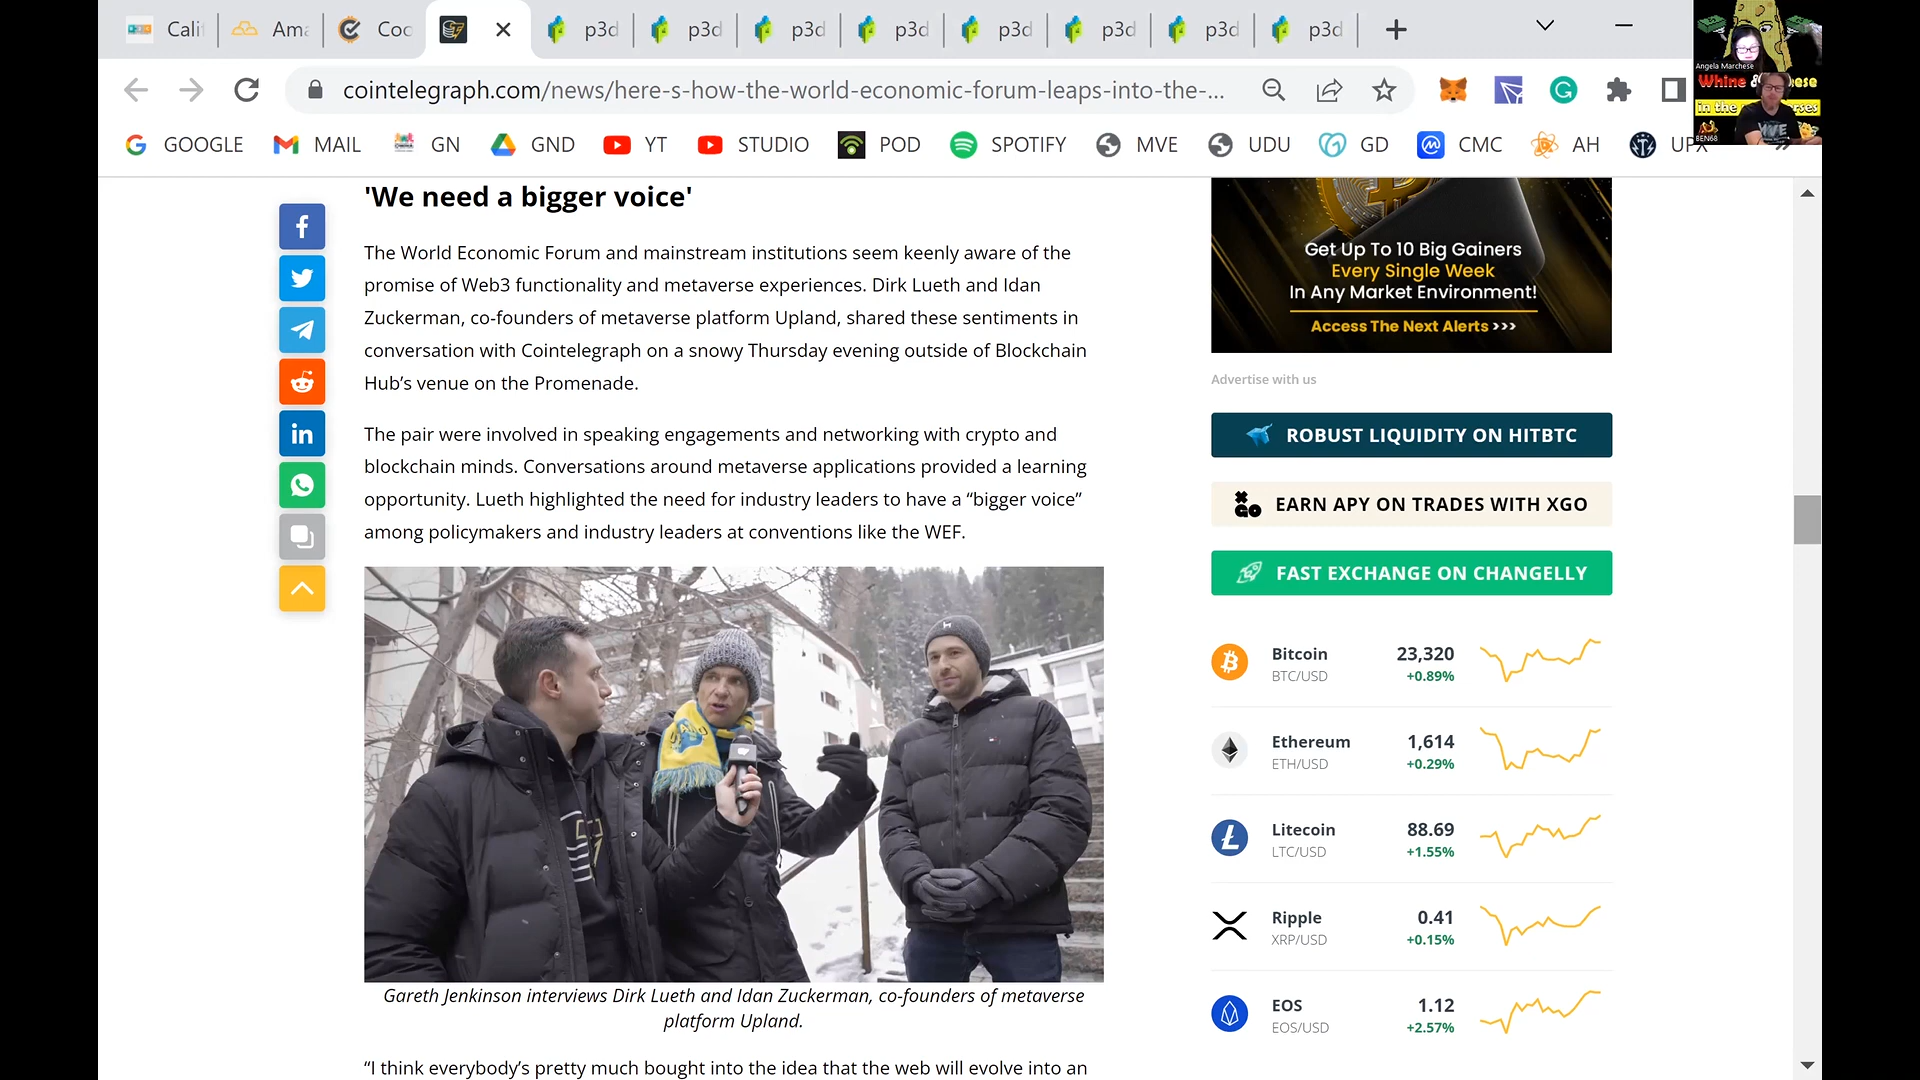 Cali
Ama
Coc
p3d
p3d
p3d
p3d
p3d
p3d
p3d
p3d
cointelegraph.com/news/here-s-how-the-world-economic-forum-leaps-into-the-...
Angela Marchese
Whine &
in the
BEN68
MVE
GOOGLE
MAIL
GN
GND
YT
STUDIO
POD
SPOTIFY
MVE
UDU
GD
CMC
AH
UPX
'We need a bigger voice'
The World Economic Forum and mainstream institutions seem keenly aware of the
promise of Web3 functionality and metaverse experiences. Dirk Lueth and Idan
Zuckerman, co-founders of metaverse platform Upland, shared these sentiments in
conversation with Cointelegraph on a snowy Thursday evening outside of Blockchain
Hub’s venue on the Promenade.
The pair were involved in speaking engagements and networking with crypto and
blockchain minds. Conversations around metaverse applications provided a learning
opportunity. Lueth highlighted the need for industry leaders to have a “bigger voice”
among policymakers and industry leaders at conventions like the WEF.
Gareth Jenkinson interviews Dirk Lueth and Idan Zuckerman, co-founders of metaverse
platform Upland.
“I think everybody’s pretty much bought into the idea that the web will evolve into an
Get Up To 10 Big Gainers
Every Single Week
In Any Market Environment!
Access The Next Alerts >>>
Advertise with us
ROBUST LIQUIDITY ON HITBTC
XGO
EARN APY ON TRADES WITH XGO
FAST EXCHANGE ON CHANGELLY
Bitcoin 23,320
BTC/USD +0.89%
Ethereum 1,614
ETH/USD +0.29%
Litecoin 88.69
LTC/USD +1.55%
Ripple 0.41
XRP/USD +0.15%
EOS 1.12
EOS/USD +2.57%